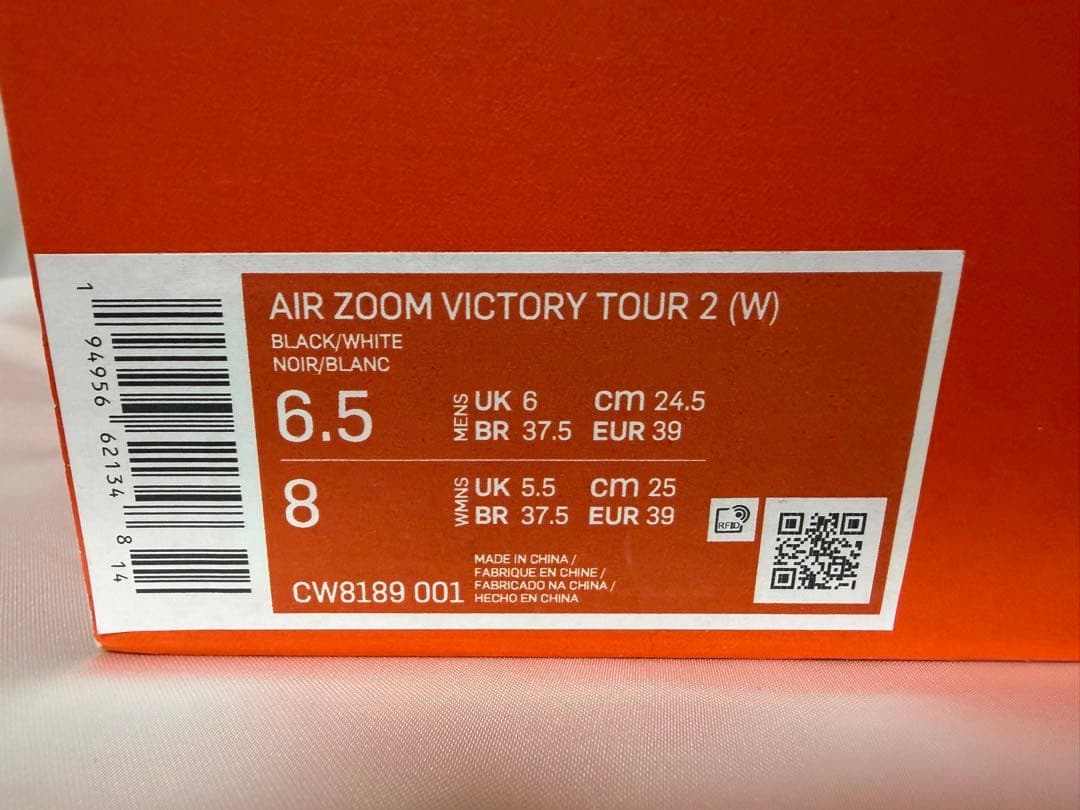 AIR ZOOM VICTORY TOUR 2 (W)
BLACK/WHITE
NOIR/BLANC
6.5
MENS
UK 6 cm 24.5
BR 37.5 EUR 39
8
WMNS
UK 5.5 cm 25
BR 37.5 EUR 39
RFID
CW8189 001
MADE IN CHINA /
FABRIQUE EN CHINE /
FABRICADO NA CHINA /
HECHO EN CHINA
1 94956 62134 8 14